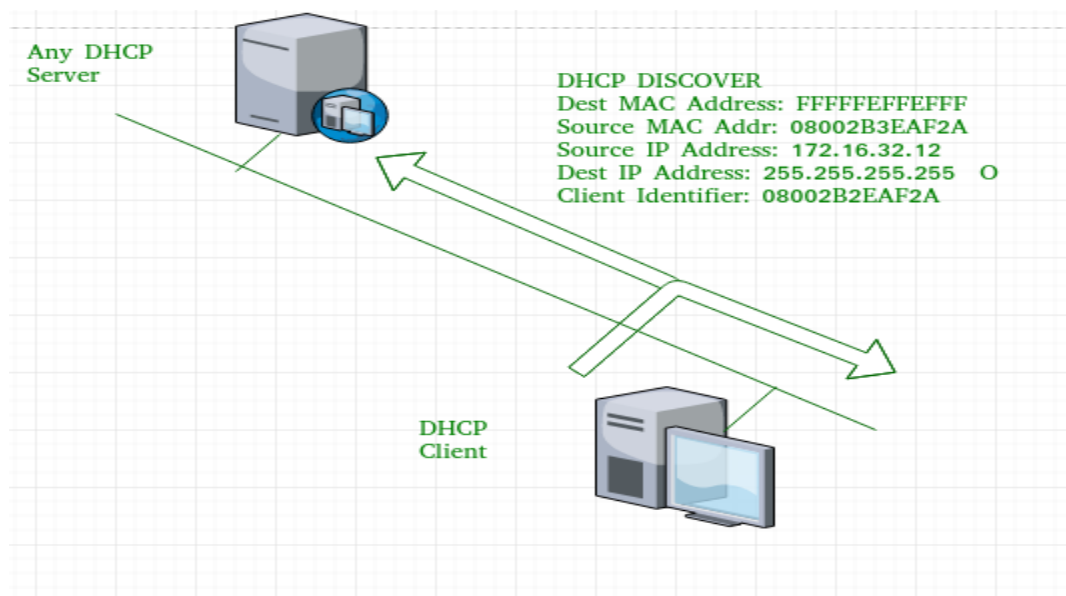 Any DHCP
Server
DHCP DISCOVER
Dest MAC Address: FFFFFEFFEFFF
Source MAC Addr: 08002B3EAF2A
Source IP Address: 172.16.32.12
Dest IP Address: 255.255.255.255 O
Client Identifier: 08002B2EAF2A
DHCP
Client